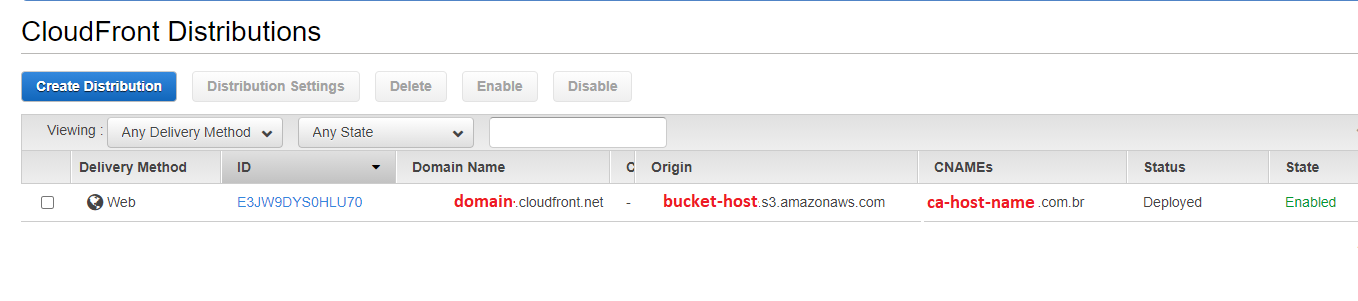 CloudFront Distributions
Create Distribution Distribution Settings Delete Enable Disable
Viewing : Any Delivery Method Any State
Delivery Method ID Domain Name C Origin CNAMEs Status State
Web E3JW9DYS0HLU70 domain.cloudfront.net - bucket-host.s3.amazonaws.com ca-host-name.com.br Deployed Enabled